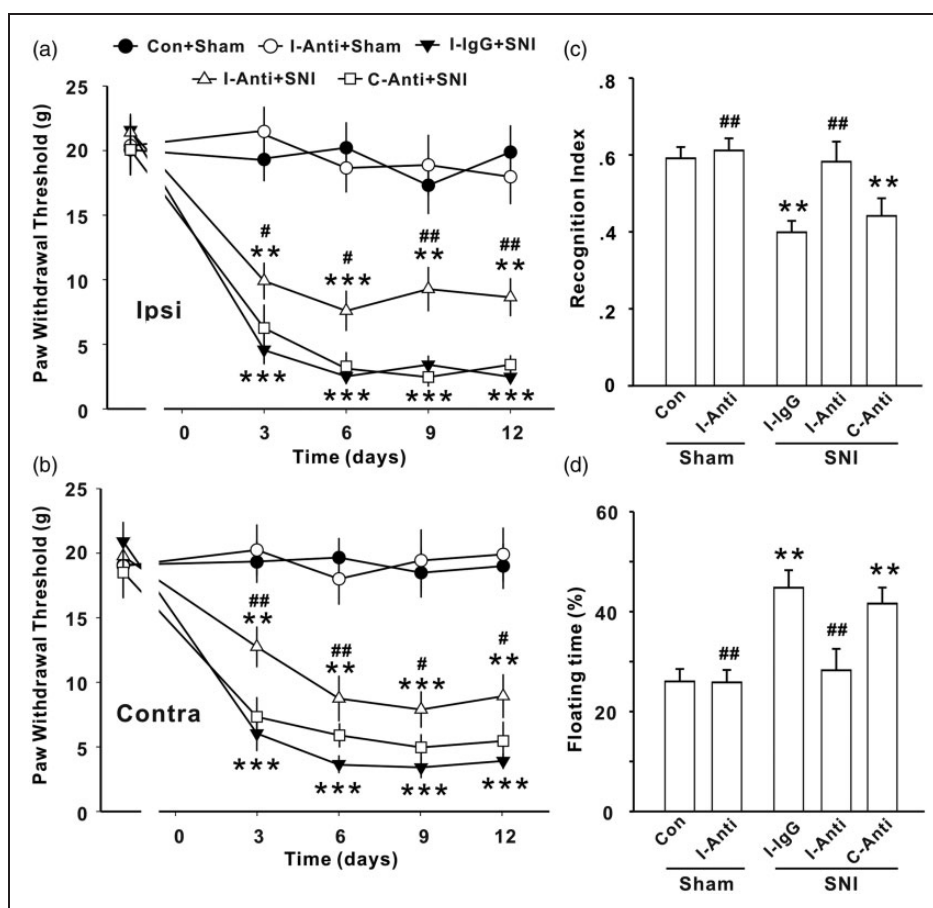 (a)
Con+Sham I-Anti+Sham I-IgG+SNI
I-Anti+SNI C-Anti+SNI
Paw Withdrawal Threshold (g)
25
20
15
10
5
0
# ** # *** ## ** ## **
Ipsi
*** *** *** ***
0 3 6 9 12
Time (days)
(b)
Paw Withdrawal Threshold (g)
25
20
15
10
5
0
## ** ## ** # *** # **
Contra
*** *** *** ***
0 3 6 9 12
Time (days)
(c)
Recognition Index
.8
.6
.4
.2
0
## ** ## **
Con I-Anti I-IgG I-Anti C-Anti
Sham SNI
(d)
Floating time (%)
60
40
20
0
## ** ## **
Con I-Anti I-IgG I-Anti C-Anti
Sham SNI